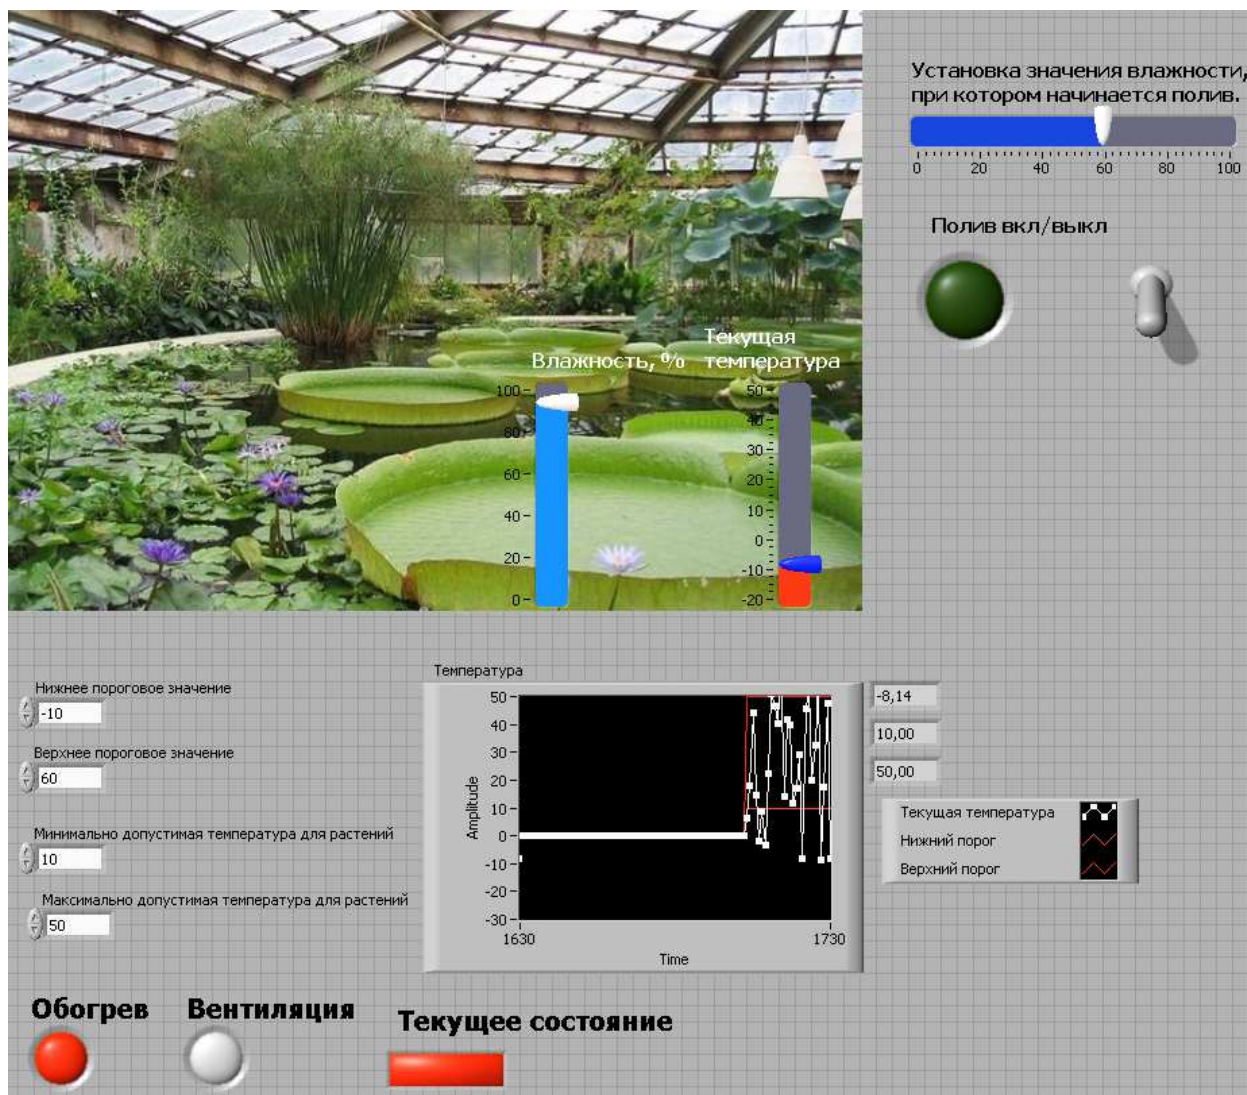 Установка значения влажности,
при котором начинается полив.
0 20 40 60 80 100
Полив вкл/выкл
Влажность, %
100
80
60
40
20
0
Текущая
температура
50
40
30
20
10
0
-10
-20
Нижнее пороговое значение
-10
Верхнее пороговое значение
60
Минимально допустимая температура для растений
10
Максимально допустимая температура для растений
50
Температура
Amplitude
50
40
30
20
10
0
-10
-20
-30
1630 1730
Time
-8,14
10,00
50,00
Текущая температура
Нижний порог
Верхний порог
Обогрев
Вентиляция
Текущее состояние